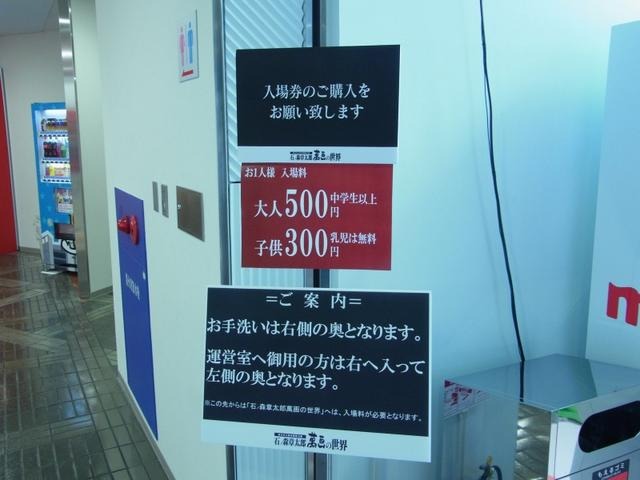 入場券のご購入を
お願い致します
石ノ森章太郎 萬画の世界
お1人様 入場料
大人500円 中学生以上
子供300円 乳児は無料
=ご案内=
お手洗いは右側の奥となります。
運営室へ御用の方は右へ入って
左側の奥となります。
※この先からは「石ノ森章太郎萬画の世界」へは、入場料が必要となります。
石ノ森章太郎 萬画の世界
m
もえるゴミ